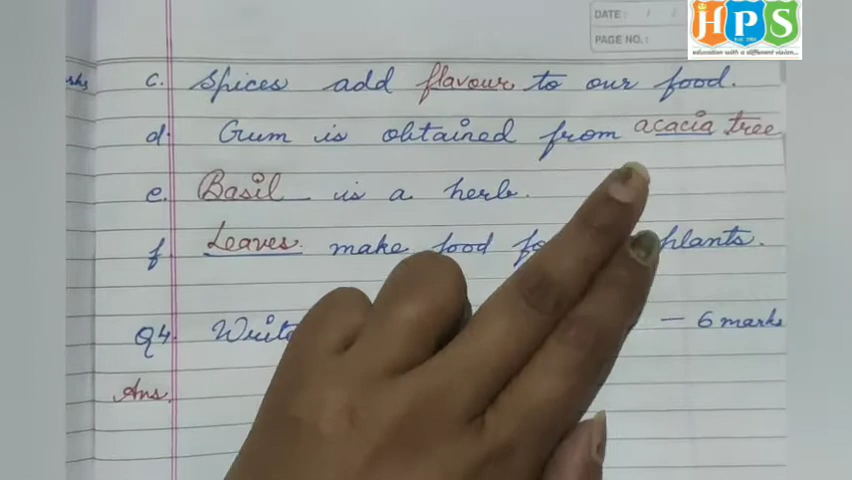 DATE: / /
PAGE NO.:
HPS
education with a different vision...
c. Spices add flavour to our food.
d. Gum is obtained from acacia tree
e. Basil is a herb.
f. Leaves make food plants.
Q4. Write - 6 marks
Ans.